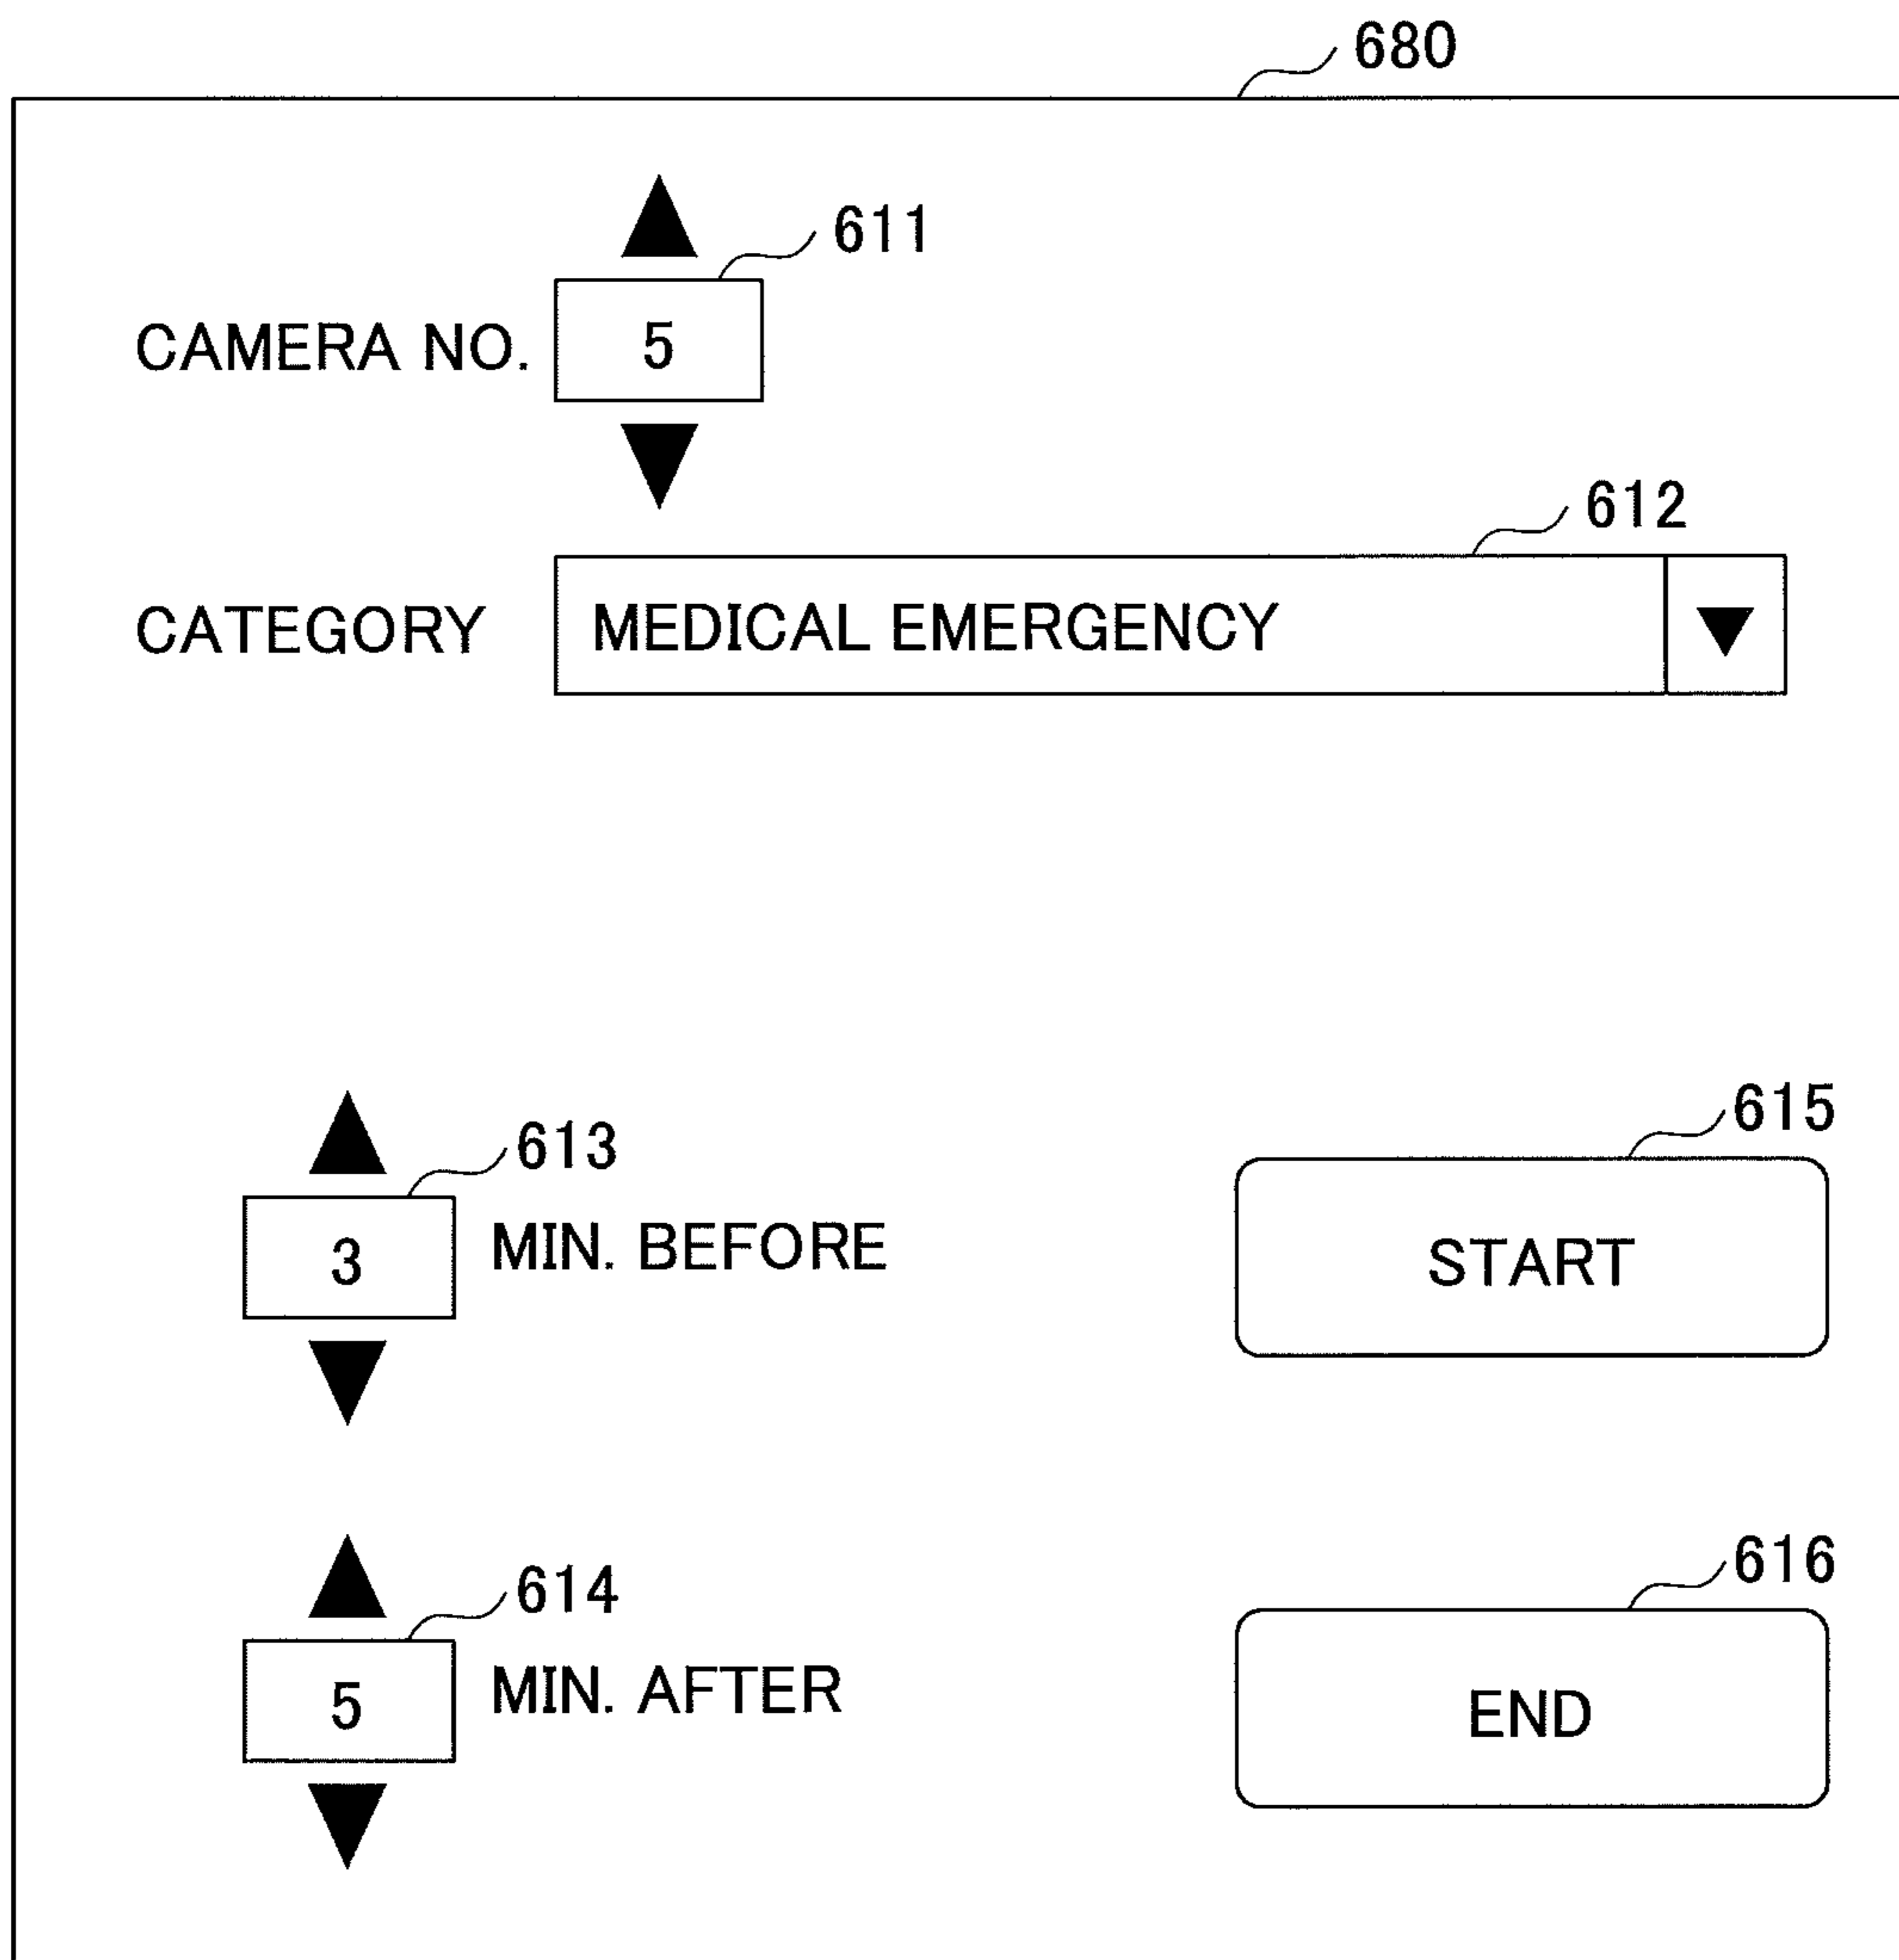 680
611
CAMERA NO. 5
612
CATEGORY MEDICAL EMERGENCY
613
3 MIN. BEFORE
615
START
614
5 MIN. AFTER
616
END